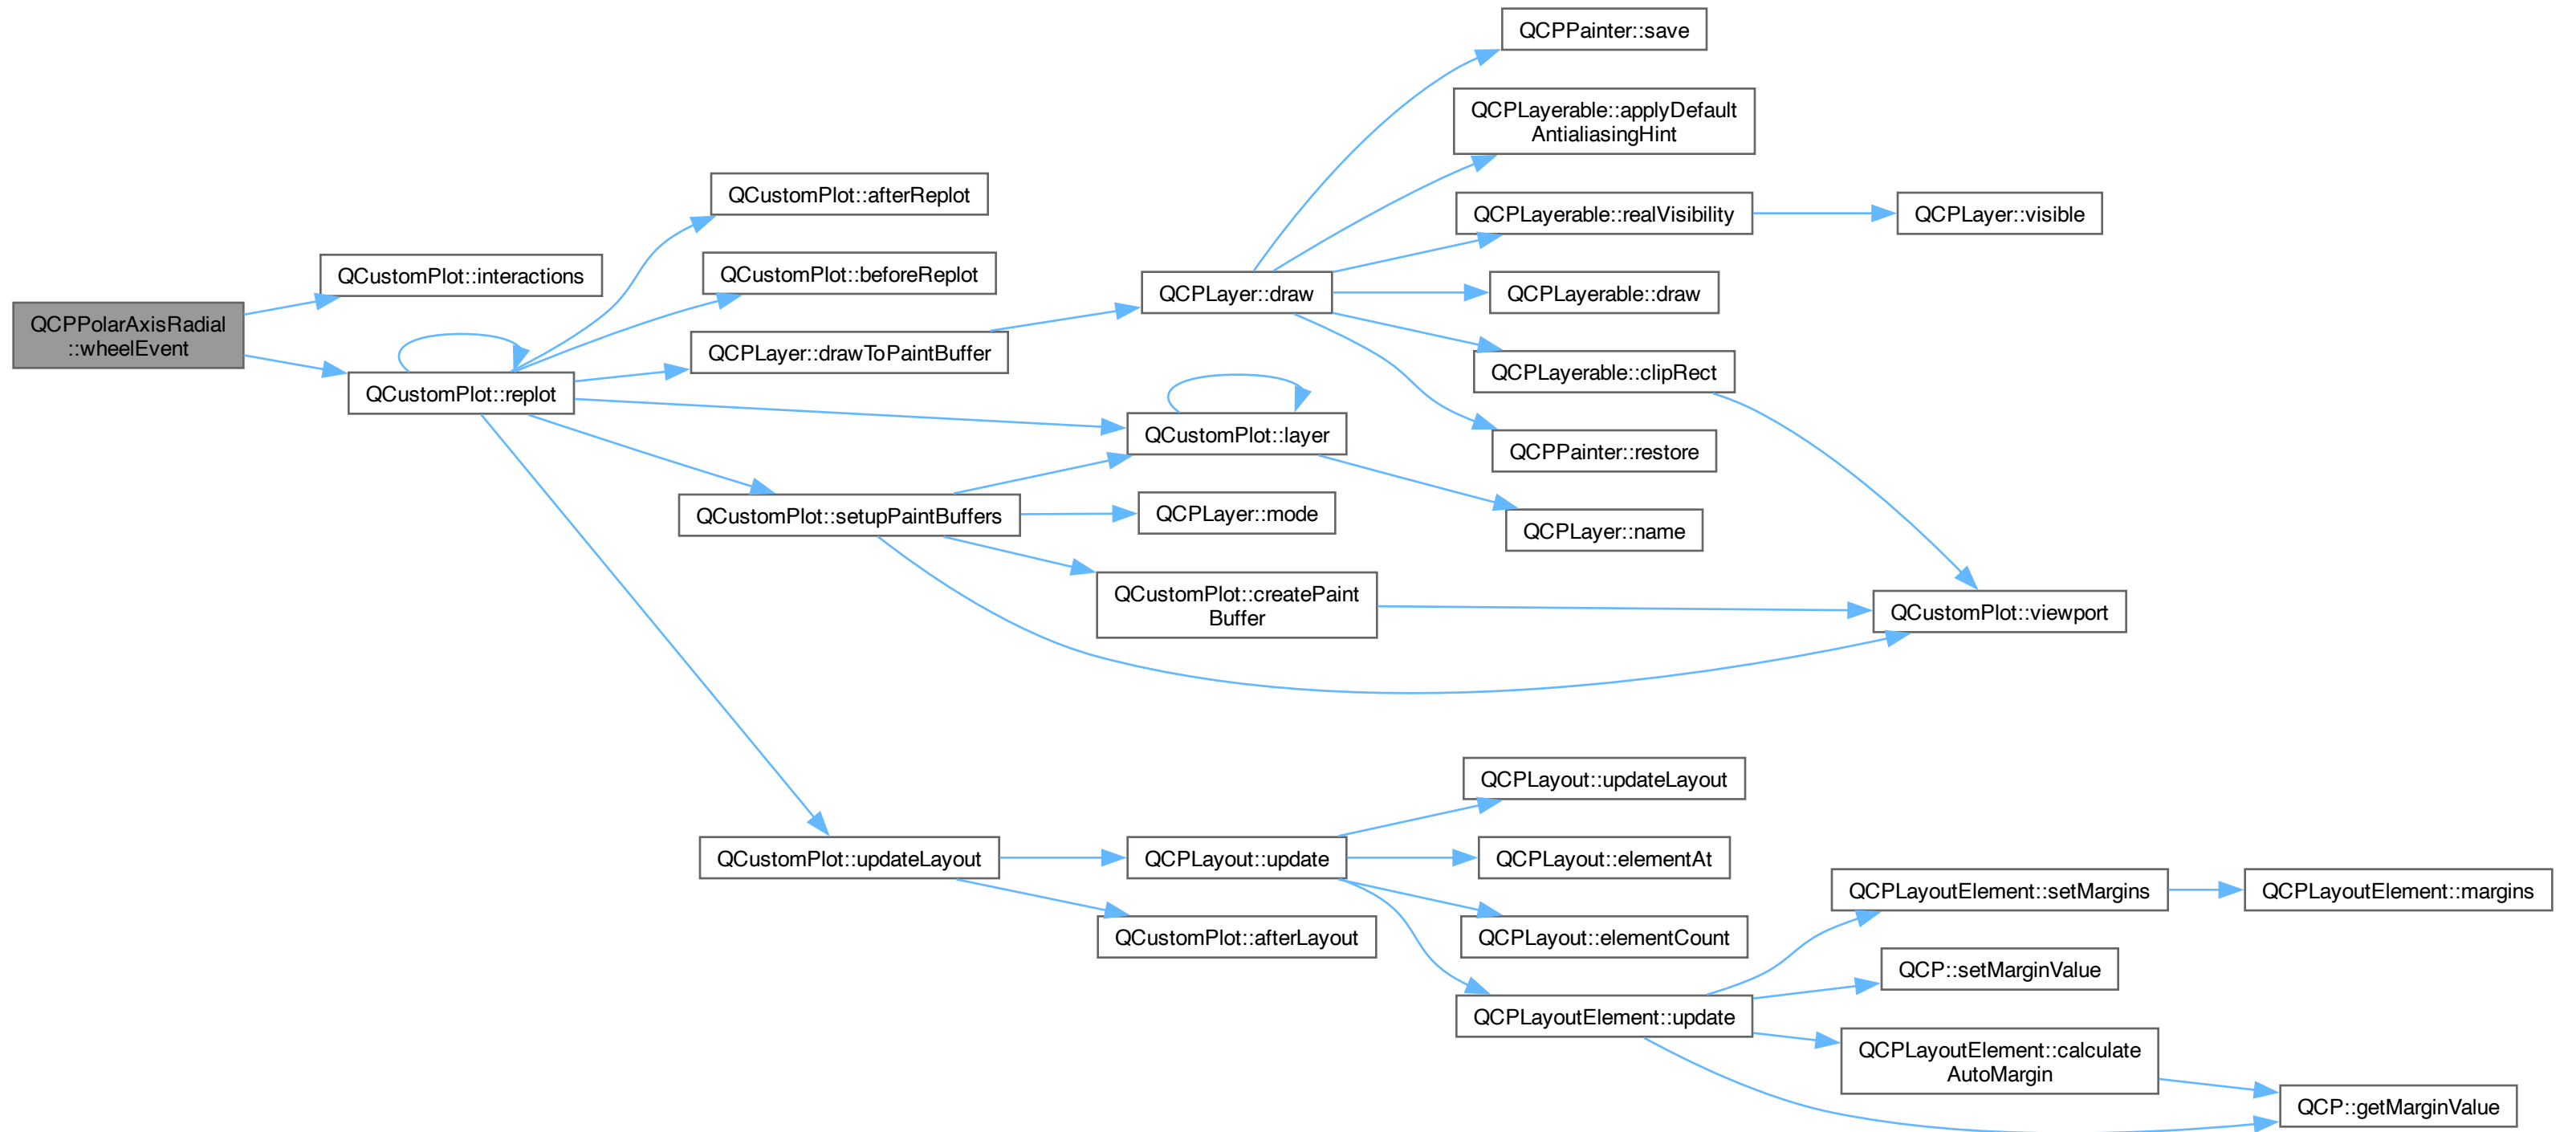 QCPPolarAxisRadial
::wheelEvent
QCustomPlot::interactions
QCustomPlot::replot
QCustomPlot::afterReplot
QCustomPlot::beforeReplot
QCPLayer::drawToPaintBuffer
QCustomPlot::setupPaintBuffers
QCustomPlot::updateLayout
QCPLayer::draw
QCustomPlot::layer
QCPLayer::mode
QCustomPlot::createPaint
Buffer
QCPLayout::update
QCustomPlot::afterLayout
QCPPainter::save
QCPLayerable::applyDefault
AntialiasingHint
QCPLayerable::realVisibility
QCPLayerable::draw
QCPLayerable::clipRect
QCPPainter::restore
QCPLayer::name
QCPLayout::updateLayout
QCPLayout::elementAt
QCPLayout::elementCount
QCPLayoutElement::update
QCPLayer::visible
QCustomPlot::viewport
QCPLayoutElement::setMargins
QCP::setMarginValue
QCPLayoutElement::calculate
AutoMargin
QCPLayoutElement::margins
QCP::getMarginValue